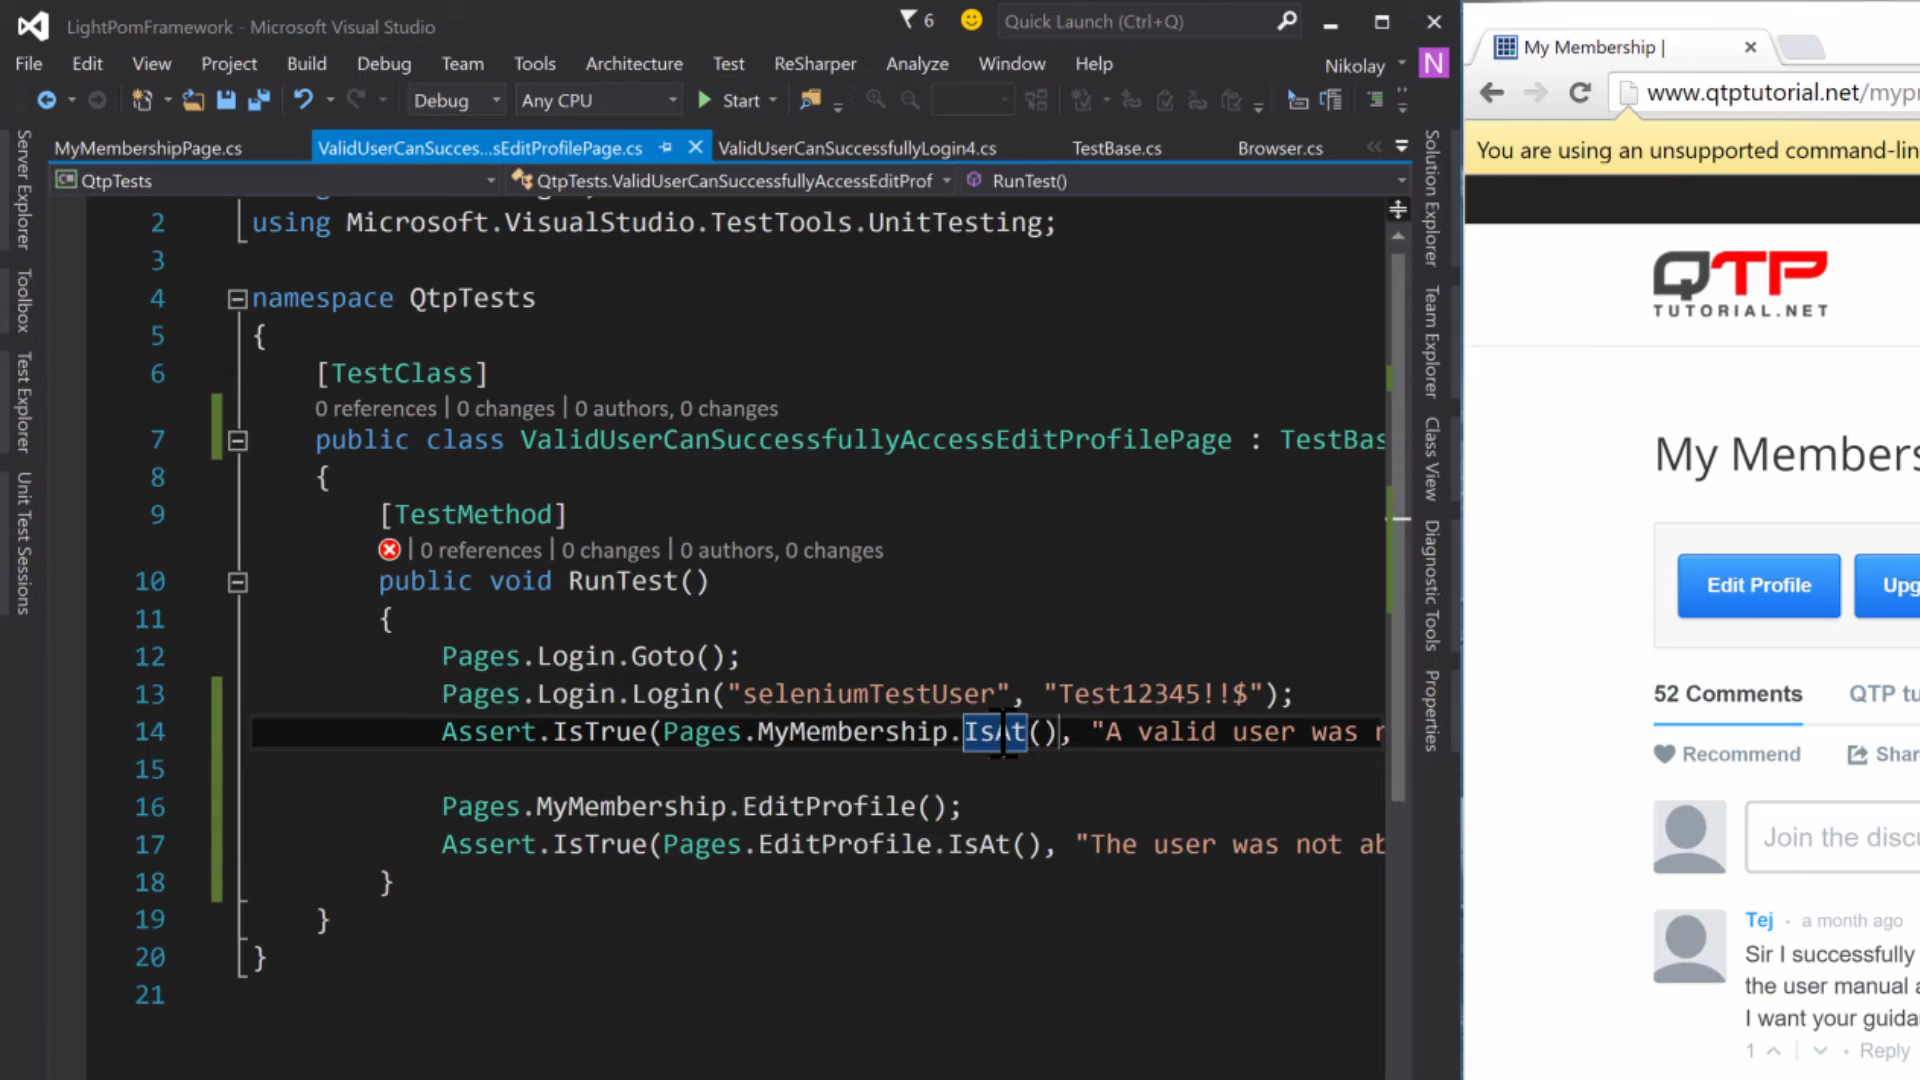 LightPomFramework - Microsoft Visual Studio
6
Quick Launch (Ctrl+Q)
File Edit View Project Build Debug Team Tools Test ReSharper Analyze Window Help
Nikolay
N
Debug
Any CPU
Start
MyMembershipPage.cs
ValidUserCanSucces...sEditProfilePage.cs
ValidUserCanSuccessfullyLogin4.cs
TestBase.cs
Browser.cs
QtpTests
QtpTests.ValidUserCanSuccessfullyAccessEditProf
RunTest()
Server Explorer
Toolbox
Test Explorer
Unit Test Sessions
2 using Microsoft.VisualStudio.TestTools.UnitTesting;
3
4 namespace QtpTests
5 {
6 [TestClass]
0 references | 0 changes | 0 authors, 0 changes
7 public class ValidUserCanSuccessfullyAccessEditProfilePage : TestBas
8 {
9 [TestMethod]
| 0 references | 0 changes | 0 authors, 0 changes
10 public void RunTest()
11 {
12 Pages.Login.Goto();
13 Pages.Login.Login("seleniumTestUser", "Test12345!!$");
14 Assert.IsTrue(Pages.MyMembership.IsAt(), "A valid user was
15
16 Pages.MyMembership.EditProfile();
17 Assert.IsTrue(Pages.EditProfile.IsAt(), "The user was not ab
18 }
19 }
20 }
21
Solution Explorer
Team Explorer
Class View
Diagnostic Tools
Properties
My Membership |
www.qtptutorial.net/mypr
You are using an unsupported command-lin
QTP
TUTORIAL.NET
My Members
Edit Profile
Upg
52 Comments
QTP tu
Recommend
Shar
Join the discu
Tej - a month ago
Sir I successfully
the user manual a
I want your guida
1
• Reply